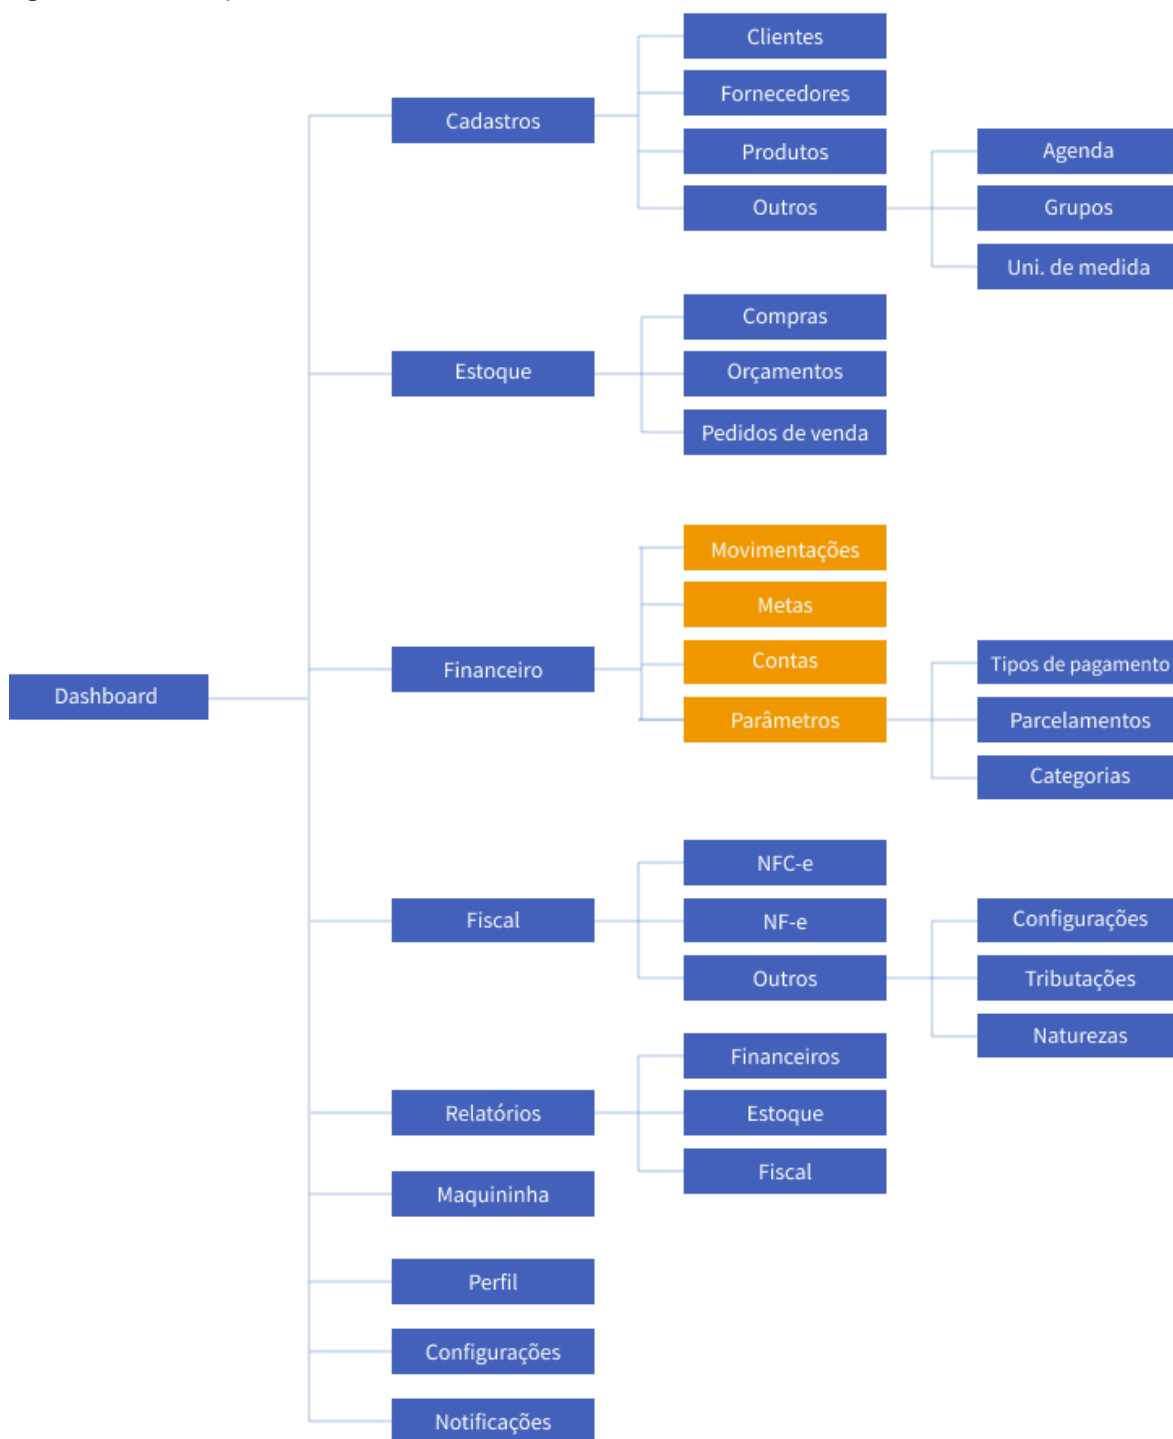 Clientes
Fornecedores
Cadastros
Produtos
Agenda
Outros
Grupos
Uni. de medida
Compras
Estoque
Orçamentos
Pedidos de venda
Movimentações
Metas
Financeiro
Contas
Tipos de pagamento
Dashboard
Parâmetros
Parcelamentos
Categorias
NFC-e
Fiscal
NF-e
Configurações
Outros
Tributações
Naturezas
Financeiros
Relatórios
Estoque
Fiscal
Maquininha
Perfil
Configurações
Notificações